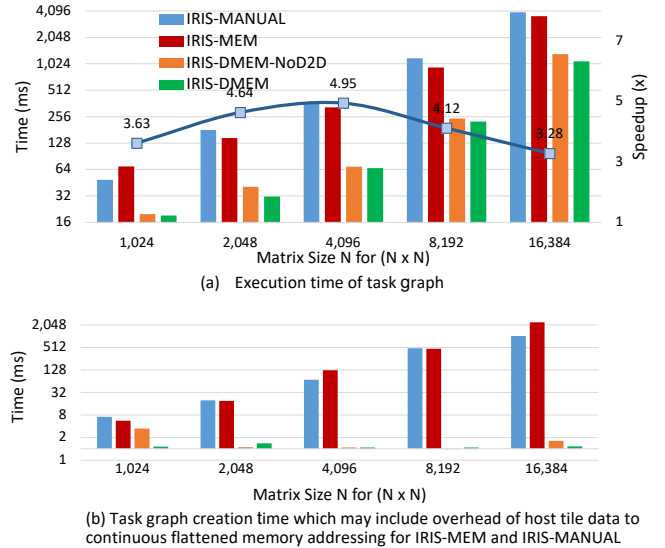 4,096
2,048
1,024
512
256
128
64
32
16
Time (ms)
IRIS-MANUAL
IRIS-MEM
IRIS-DMEM-NoD2D
IRIS-DMEM
3.63
4.64
4.95
4.12
3.28
7
5
3
1
Speedup (x)
1,024 2,048 4,096 8,192 16,384
Matrix Size N for (N x N)
(a) Execution time of task graph
2,048
512
128
32
8
2
1
Time (ms)
1,024 2,048 4,096 8,192 16,384
Matrix Size N for (N x N)
(b) Task graph creation time which may include overhead of host tile data to
continuous flattened memory addressing for IRIS-MEM and IRIS-MANUAL